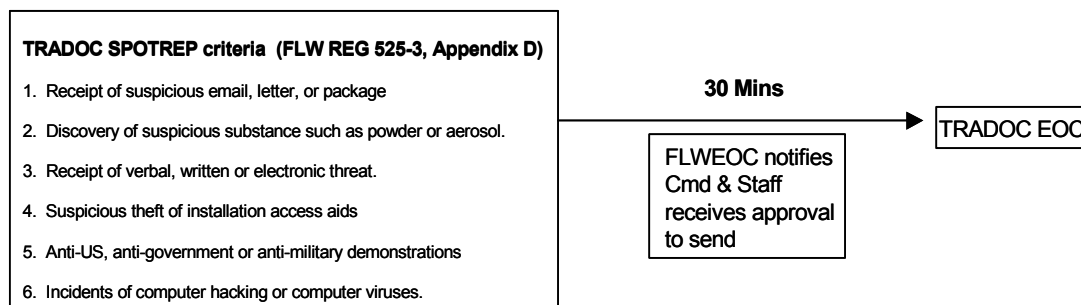 TRADOC SPOTREP criteria (FLW REG 525-3, Appendix D)
1. Receipt of suspicious email, letter, or package
2. Discovery of suspicious substance such as powder or aerosol.
3. Receipt of verbal, written or electronic threat.
4. Suspicious theft of installation access aids
5. Anti-US, anti-government or anti-military demonstrations
6. Incidents of computer hacking or computer viruses.
30 Mins
FLWEOC notifies
Cmd & Staff
receives approval
to send
TRADOC EOC